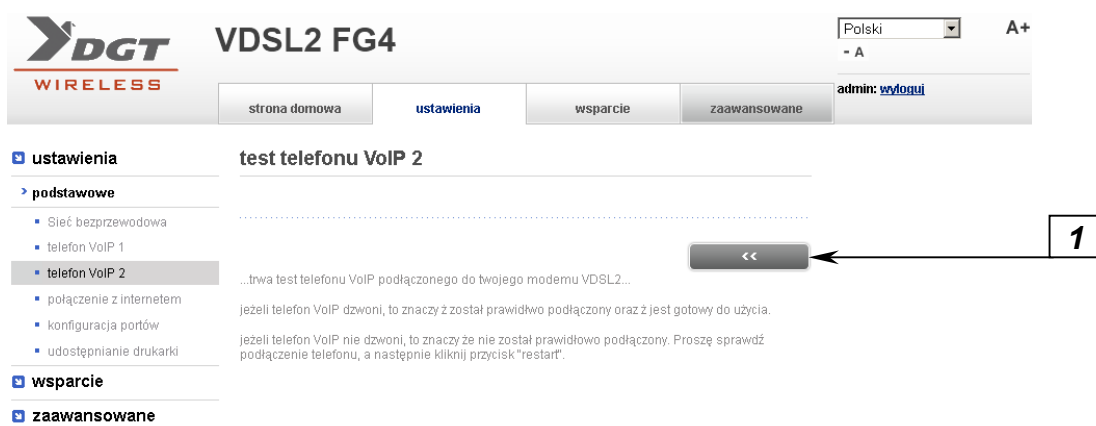 DGT
WIRELESS
VDSL2 FG4
Polski
A+
- A
admin: wyloguj
strona domowa
ustawienia
wsparcie
zaawansowane
ustawienia
podstawowe
Sieć bezprzewodowa
telefon VoIP 1
telefon VoIP 2
połączenie z internetem
konfiguracja portów
udostępnianie drukarki
wsparcie
zaawansowane
test telefonu VoIP 2
<<
1
...trwa test telefonu VoIP podłączonego do twojego modemu VDSL2...
jeżeli telefon VoIP dzwoni, to znaczy ż został prawidłwo podłączony oraz ż jest gotowy do użycia.
jeżeli telefon VoIP nie dzwoni, to znaczy że nie został prawidłowo podłączony. Proszę sprawdź
podłączenie telefonu, a następnie kliknij przycisk "restart".